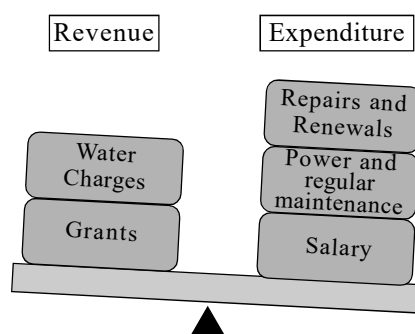 Revenue
Expenditure
Water
Charges
Grants
Repairs and
Renewals
Power and
regular
maintenance
Salary